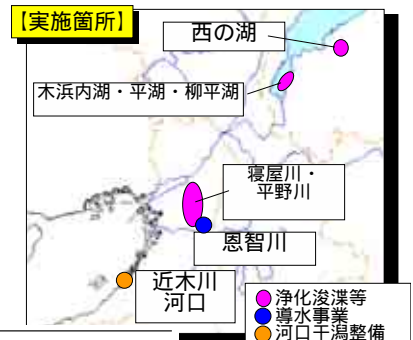 【実施箇所】
西の湖
木浜内湖・平湖・柳平湖
寝屋川・
平野川
恩智川
近木川
河口
浄化浚渫等
導水事業
河口干潟整備